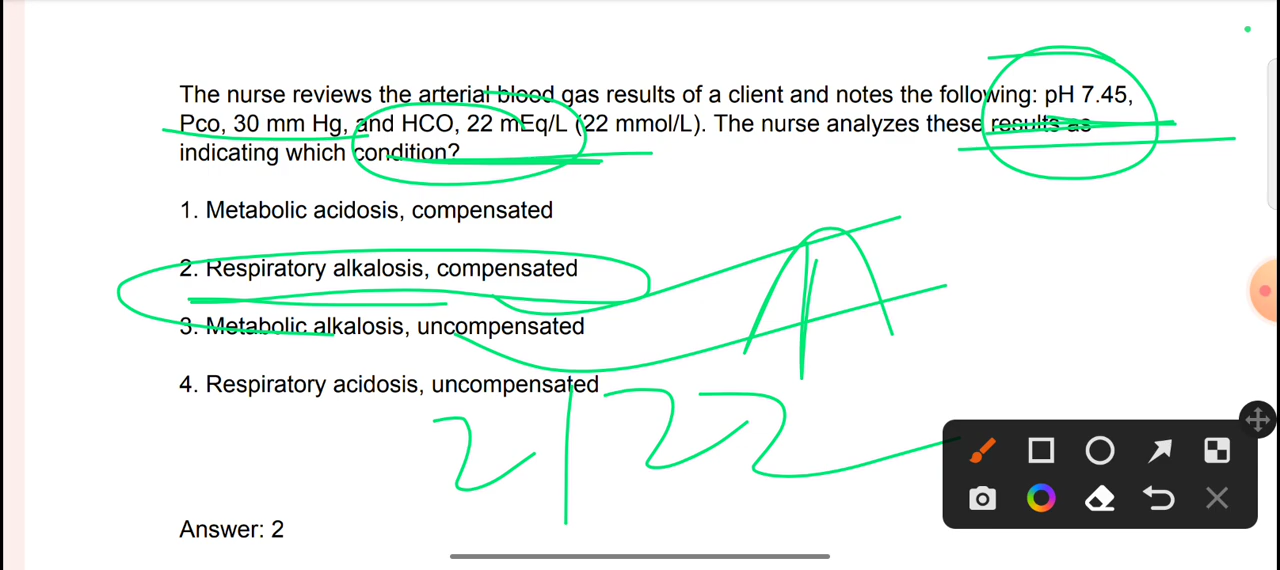 The nurse reviews the arterial blood gas results of a client and notes the following: pH 7.45,
Pco, 30 mm Hg, and HCO, 22 mEq/L (22 mmol/L). The nurse analyzes these results as
indicating which condition?
1. Metabolic acidosis, compensated
2. Respiratory alkalosis, compensated
3. Metabolic alkalosis, uncompensated
4. Respiratory acidosis, uncompensated
Answer: 2